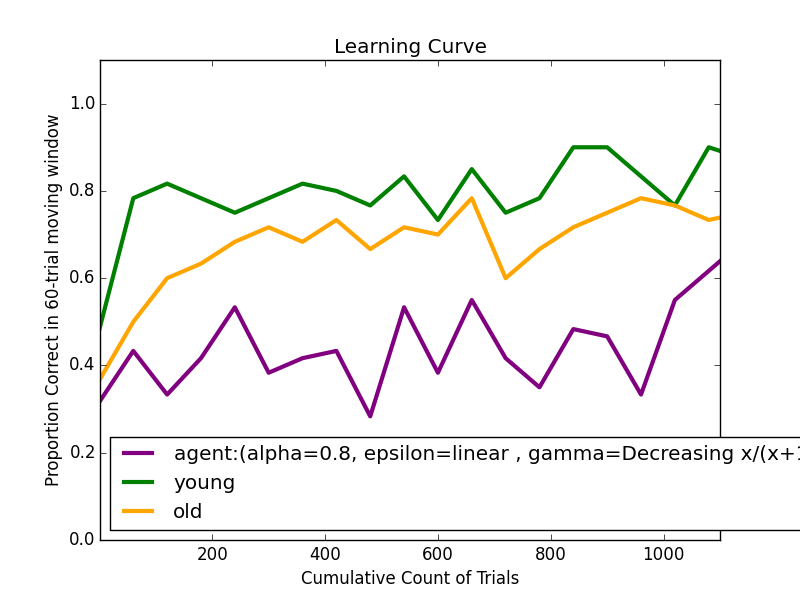 Learning Curve
Proportion Correct in 60-trial moving window
1.0
0.8
0.6
0.4
0.2
0.0
agent:(alpha=0.8, epsilon=linear , gamma=Decreasing x/(x+1
young
old
200 400 600 800 1000
Cumulative Count of Trials